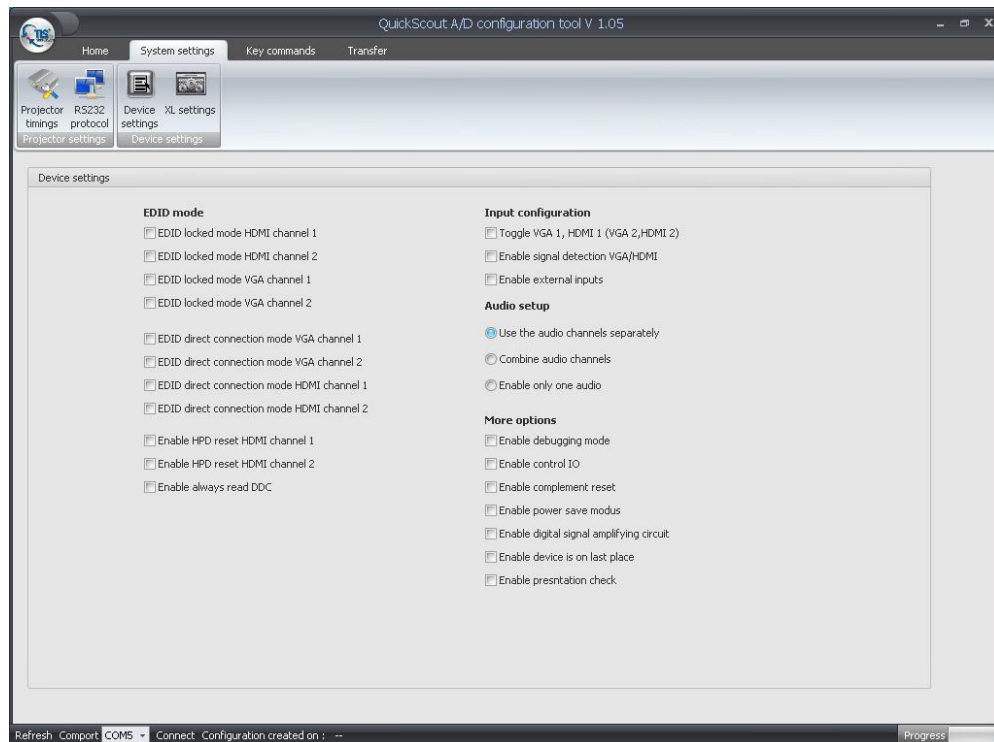 QuickScout A/D configuration tool V 1.05
TLS
Home System settings Key commands Transfer
Projector timings RS232 protocol Device settings XL settings
Projector settings Device settings
Device settings
EDID mode
EDID locked mode HDMI channel 1
EDID locked mode HDMI channel 2
EDID locked mode VGA channel 1
EDID locked mode VGA channel 2
EDID direct connection mode VGA channel 1
EDID direct connection mode VGA channel 2
EDID direct connection mode HDMI channel 1
EDID direct connection mode HDMI channel 2
Enable HPD reset HDMI channel 1
Enable HPD reset HDMI channel 2
Enable always read DDC
Input configuration
Toggle VGA 1, HDMI 1 (VGA 2,HDMI 2)
Enable signal detection VGA/HDMI
Enable external inputs
Audio setup
Use the audio channels separately
Combine audio channels
Enable only one audio
More options
Enable debugging mode
Enable control IO
Enable complement reset
Enable power save modus
Enable digital signal amplifying circuit
Enable device is on last place
Enable presntation check
Refresh Comport COM5 Connect Configuration created on : -- Progress